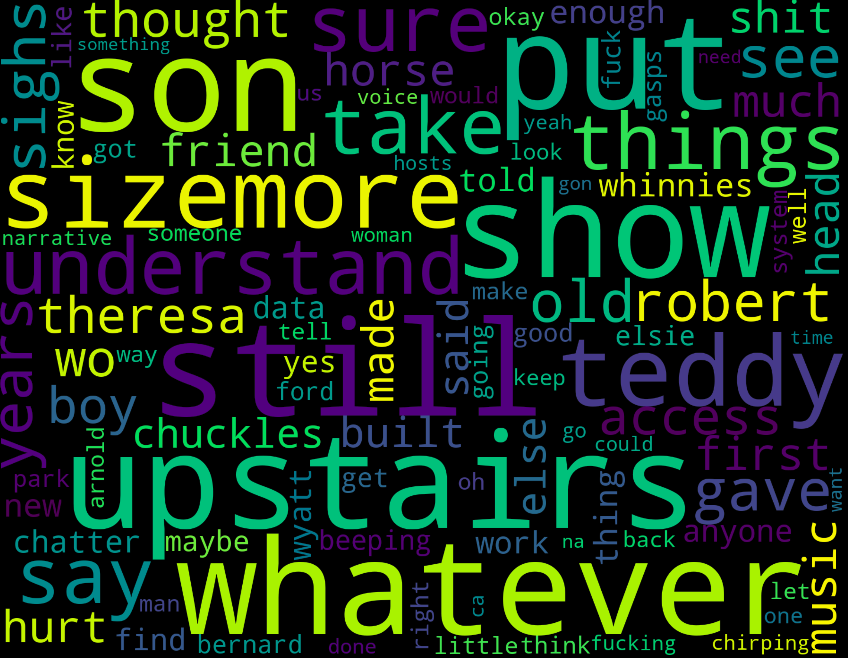 sighs
like
thought
something
sure
okay
enough
shit
son
us
horse
voice
would
put
fuck
gasps
need
see
much
know
got
friend
take
hosts
yeah
look
things
sizemore
told
gon
whinnies
system
well
head
narrative
someone
woman
show
understand
make
old
robert
years
theresa
data
tell
made
said
going
good
elsie
time
wo
way
yes
ford
still
keep
teddy
boy
chuckles
built
else
go
could
access
first
arnold
park
new
upstairs
get
oh
wyatt
thing
gave
want
chatter
maybe
beeping
work
na
back
anyone
music
say
whatever
man
right
ca
let
one
hurt
find
bernard
done
little
think
fucking
chirping